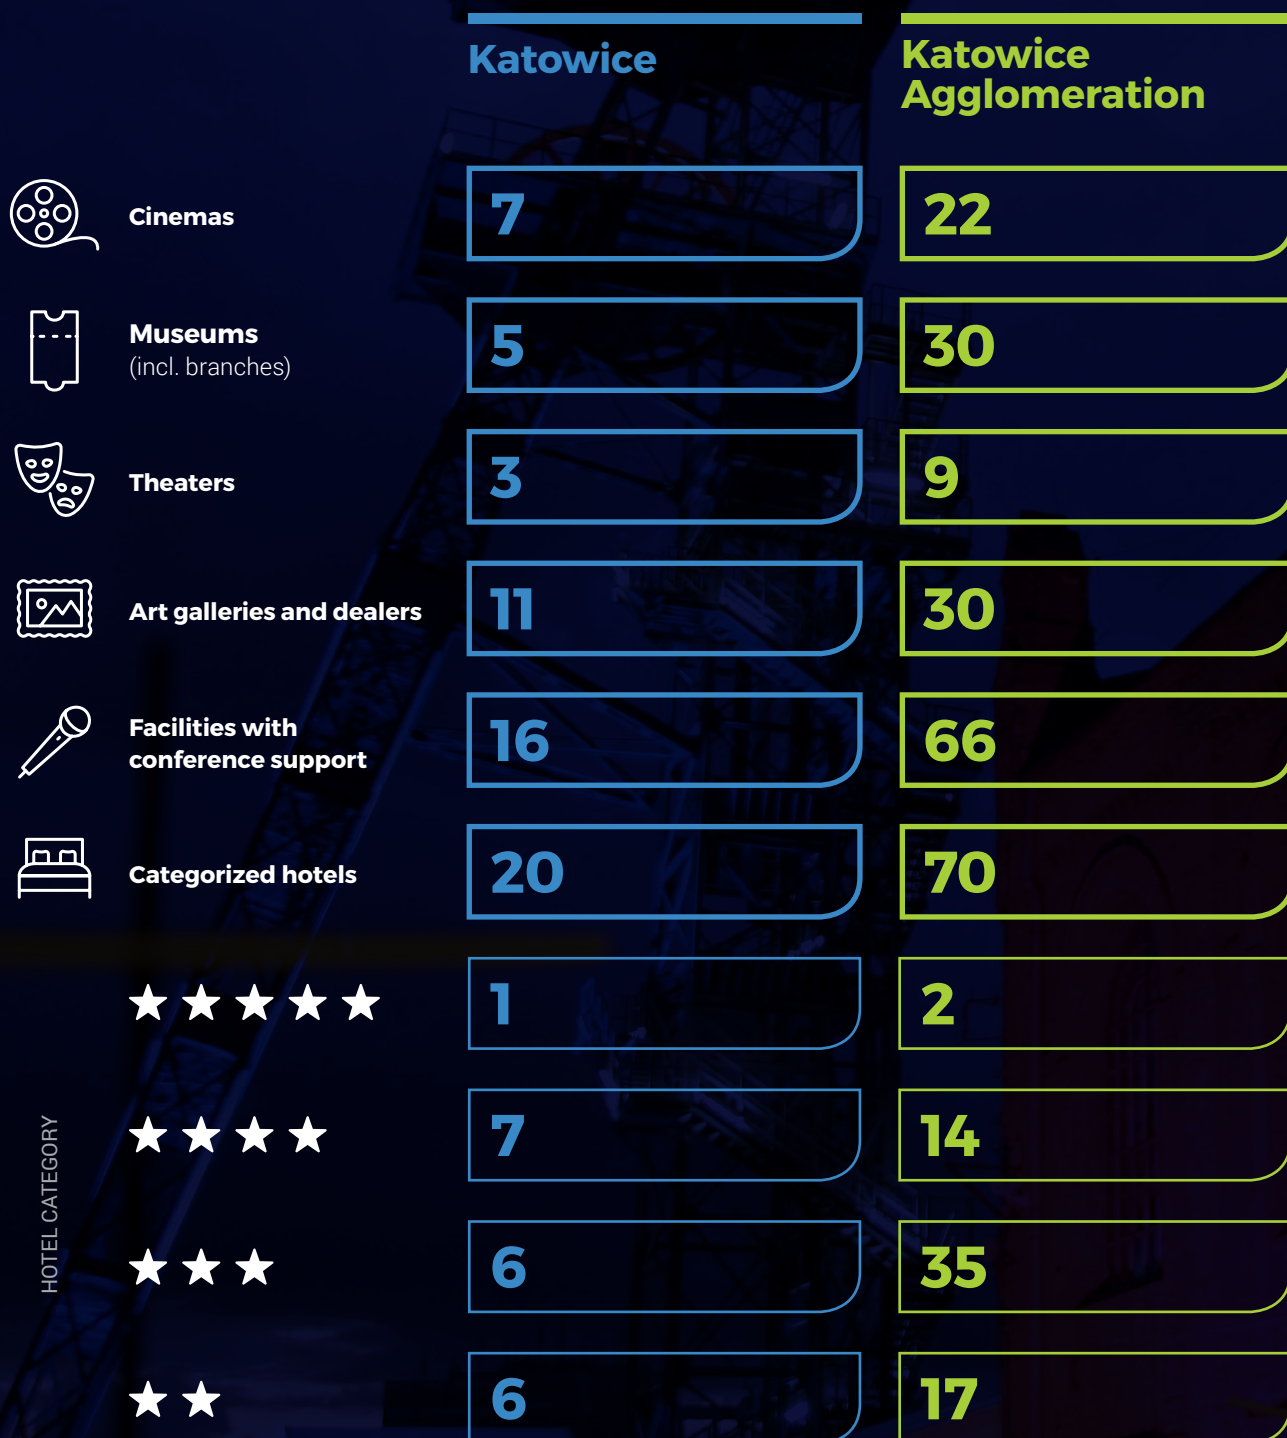 Katowice
Katowice
Agglomeration
Cinemas
7
22
Museums
(incl. branches)
5
30
Theaters
3
9
Art galleries and dealers
11
30
Facilities with
conference support
16
66
Categorized hotels
20
70
1
2
HOTEL CATEGORY
7
14
6
35
6
17